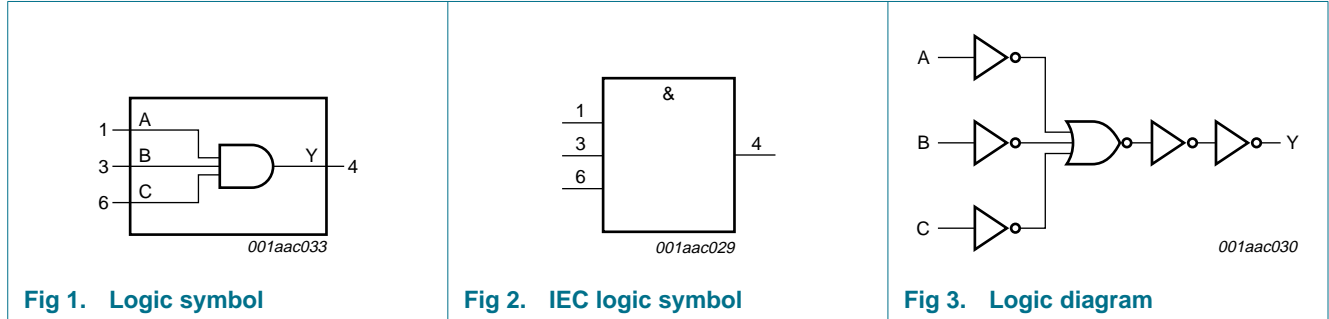 A
1
B
3
C
6
Y
4
001aac033
Fig 1. Logic symbol
&
1
3
6
4
001aac029
Fig 2. IEC logic symbol
A
B
C
Y
001aac030
Fig 3. Logic diagram